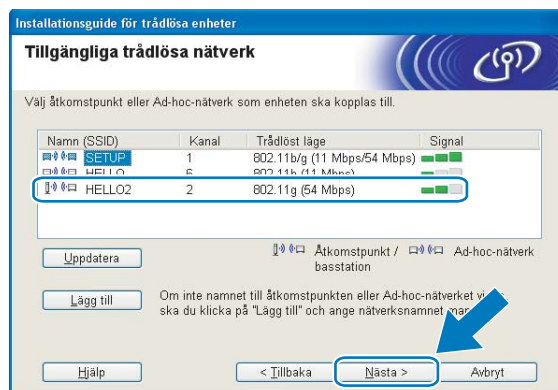 Installationsguide för trådlösa enheter
Tillgängliga trådlösa nätverk
Välj åtkomstpunkt eller Ad-hoc-nätverk som enheten ska kopplas till.
Namn (SSID) Kanal Trådlöst läge Signal
SETUP 1 802.11b/g (11 Mbps/54 Mbps)
HELLO 6 802.11b (11 Mbps)
HELLO2 2 802.11g (54 Mbps)
Uppdatera
Åtkomstpunkt / basstation
Ad-hoc-nätverk
Lägg till
Om inte namnet till åtkomstpunkten eller Ad-hoc-nätverket
ska du klicka på "Lägg till" och ange nätverksnamnet
Hjälp
< Tillbaka
Nästa >
Avbryt